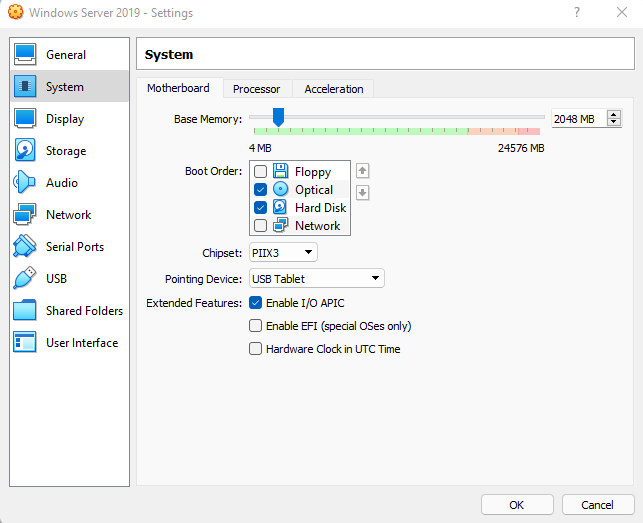 Windows Server 2019 - Settings
?
General
System
Display
Storage
Audio
Network
Serial Ports
USB
Shared Folders
User Interface
System
Motherboard Processor Acceleration
Base Memory: 2048 MB
4 MB 24576 MB
Boot Order: Floppy
Optical
Hard Disk
Network
Chipset: PIIX3
Pointing Device: USB Tablet
Extended Features: Enable I/O APIC
Enable EFI (special OSes only)
Hardware Clock in UTC Time
OK Cancel